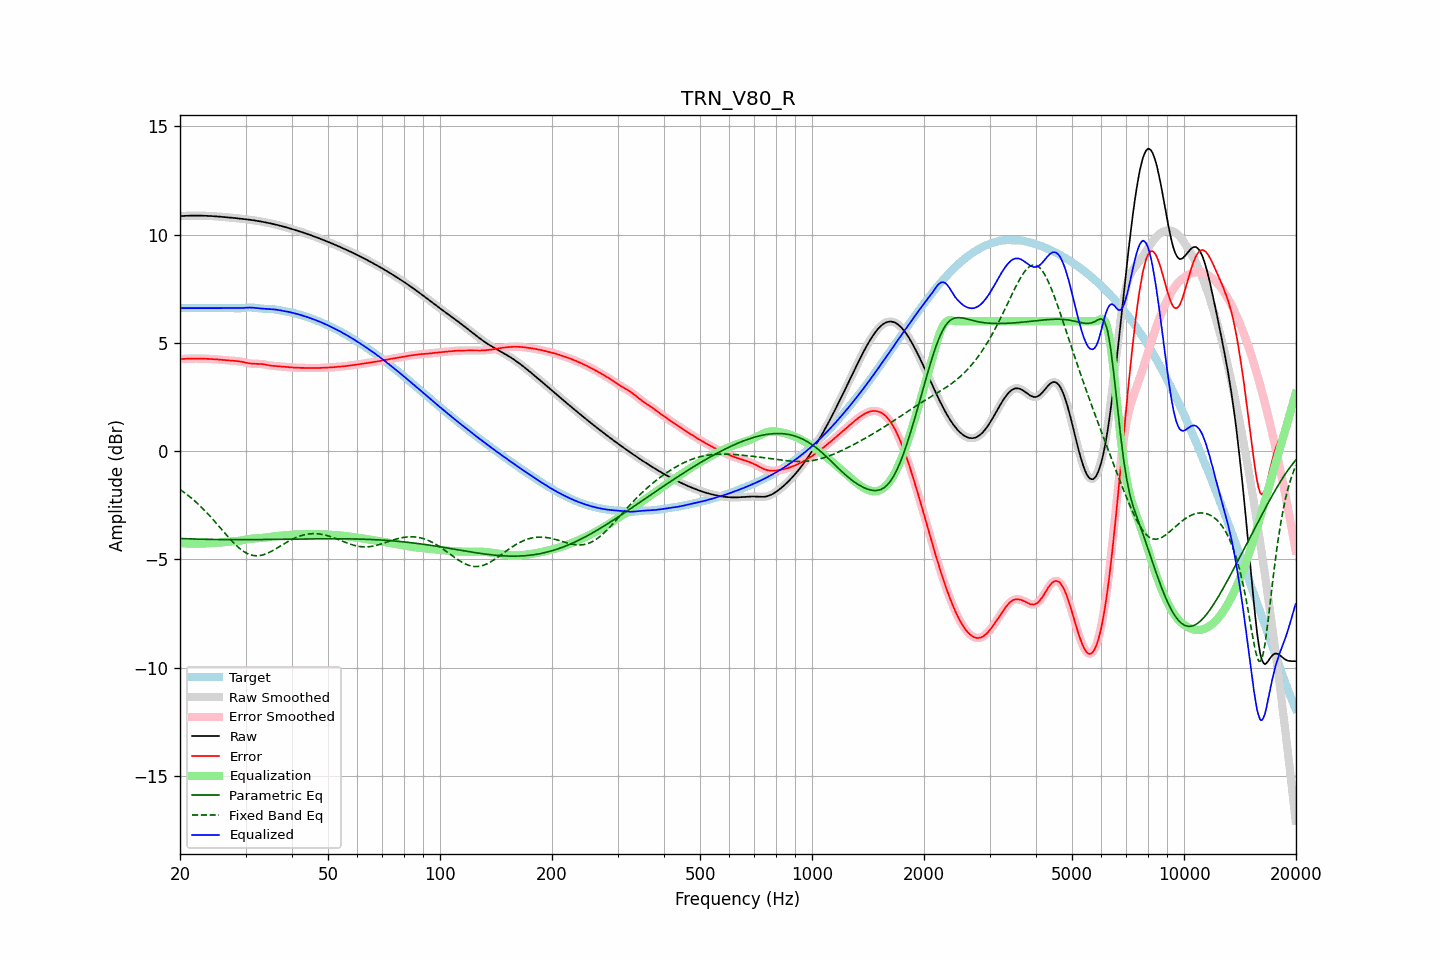 TRN_V80_R
15
10
5
0
−5
−10
−15
Amplitude (dBr)
Target
Raw Smoothed
Error Smoothed
Raw
Error
Equalization
Parametric Eq
Fixed Band Eq
Equalized
20
50
100
200
500
1000
2000
5000
10000
20000
Frequency (Hz)